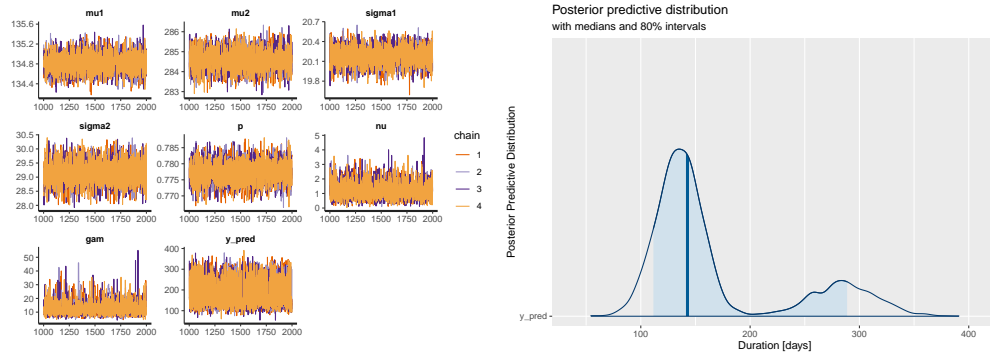 mu1
mu2
sigma1
135.6
135.2
134.8
134.4
286
285
284
283
20.7
20.4
20.1
19.8
1000 1250 1500 1750 2000
1000 1250 1500 1750 2000
1000 1250 1500 1750 2000
sigma2
p
nu
30.5
30.0
29.5
29.0
28.5
28.0
0.785
0.780
0.775
0.770
5
4
3
2
1
0
1000 1250 1500 1750 2000
1000 1250 1500 1750 2000
1000 1250 1500 1750 2000
gam
y_pred
50
40
30
20
10
400
300
200
100
1000 1250 1500 1750 2000
1000 1250 1500 1750 2000
chain
1
2
3
4
Posterior predictive distribution
with medians and 80% intervals
Posterior Predictive Distribution
y_pred
100 200 300 400
Duration [days]